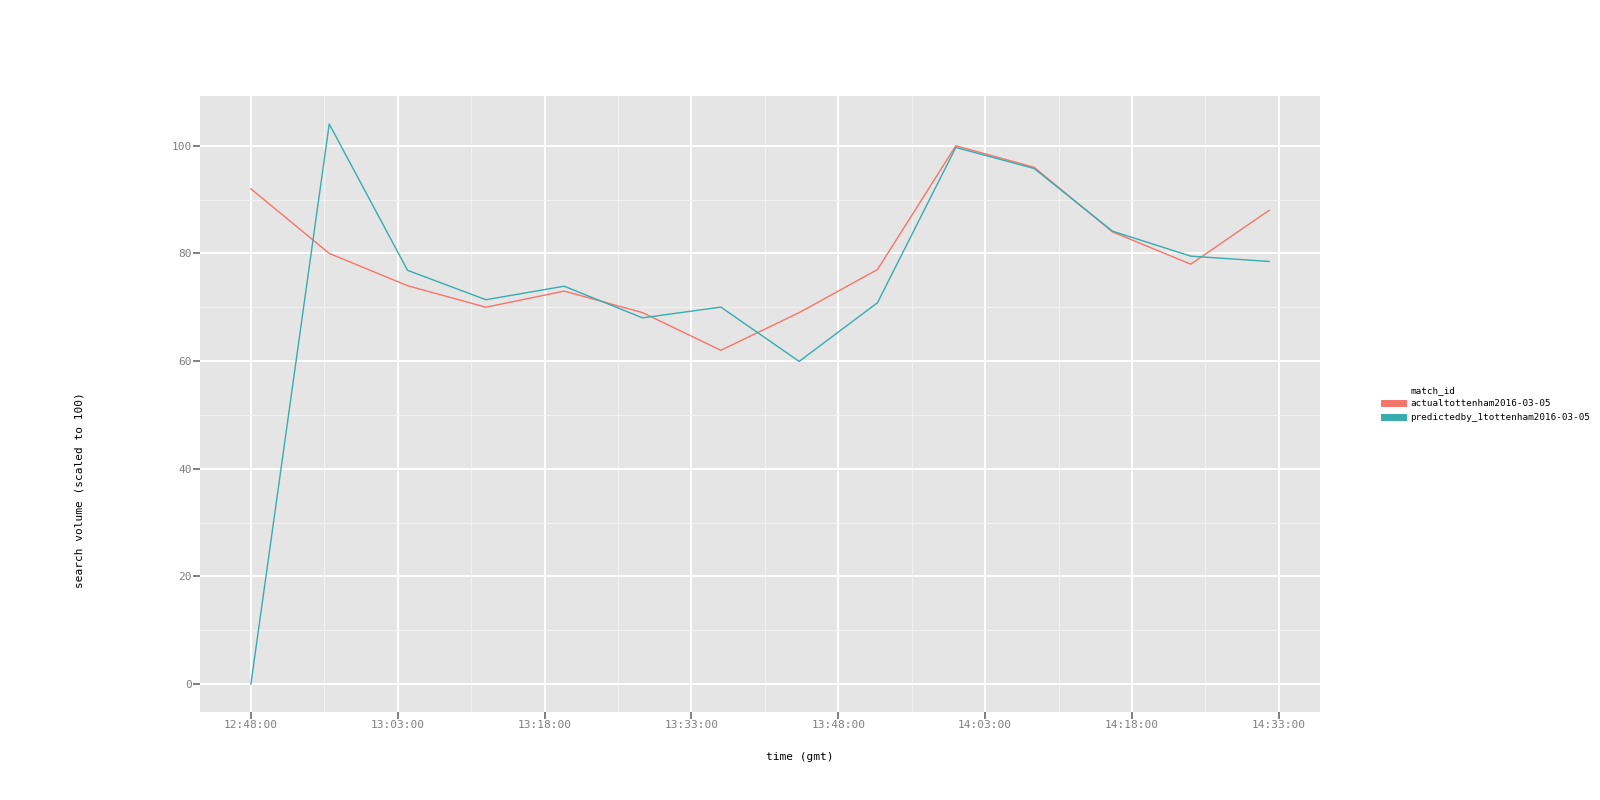 100
80
60
40
20
0
search volume (scaled to 100)
12:48:00 13:03:00 13:18:00 13:33:00 13:48:00 14:03:00 14:18:00 14:33:00
time (gmt)
match_id
actualtottenham2016-03-05
predictedby_1tottenham2016-03-05